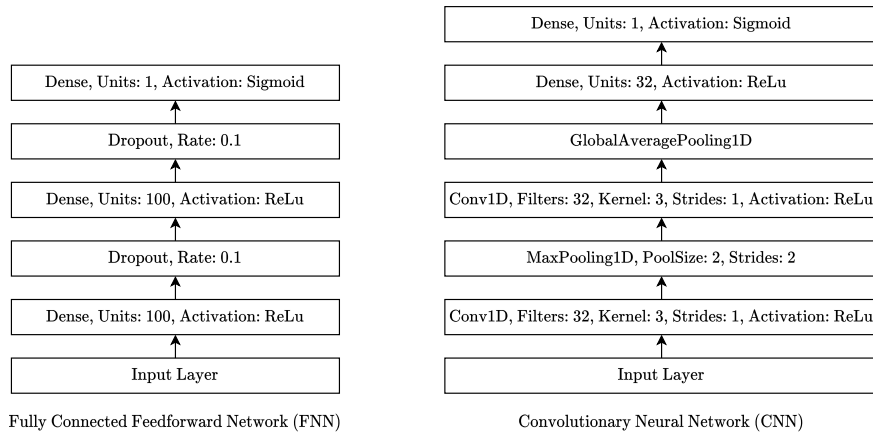 Dense, Units: 1, Activation: Sigmoid
Dropout, Rate: 0.1
Dense, Units: 100, Activation: ReLu
Dropout, Rate: 0.1
Dense, Units: 100, Activation: ReLu
Input Layer
Fully Connected Feedforward Network (FNN)
Dense, Units: 1, Activation: Sigmoid
Dense, Units: 32, Activation: ReLu
GlobalAveragePooling1D
Conv1D, Filters: 32, Kernel: 3, Strides: 1, Activation: ReLu
MaxPooling1D, PoolSize: 2, Strides: 2
Conv1D, Filters: 32, Kernel: 3, Strides: 1, Activation: ReLu
Input Layer
Convolutionary Neural Network (CNN)